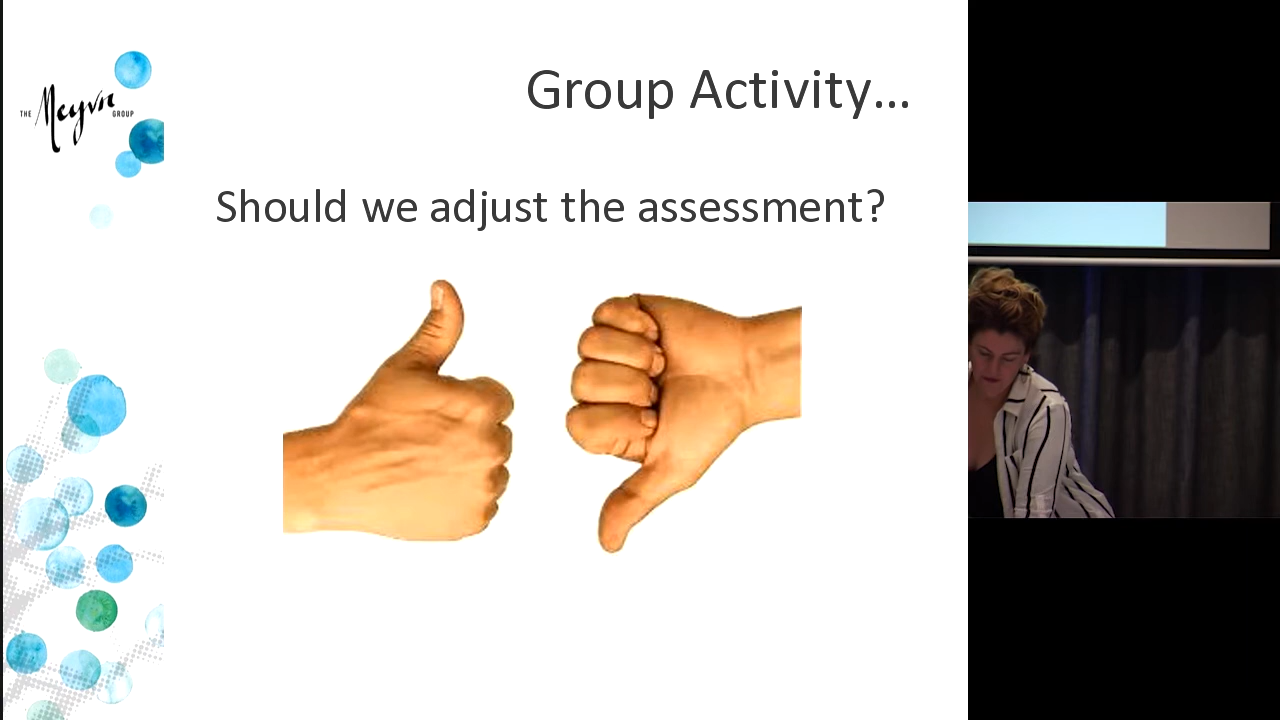 THE Meyvn GROUP
Group Activity...
Should we adjust the assessment?